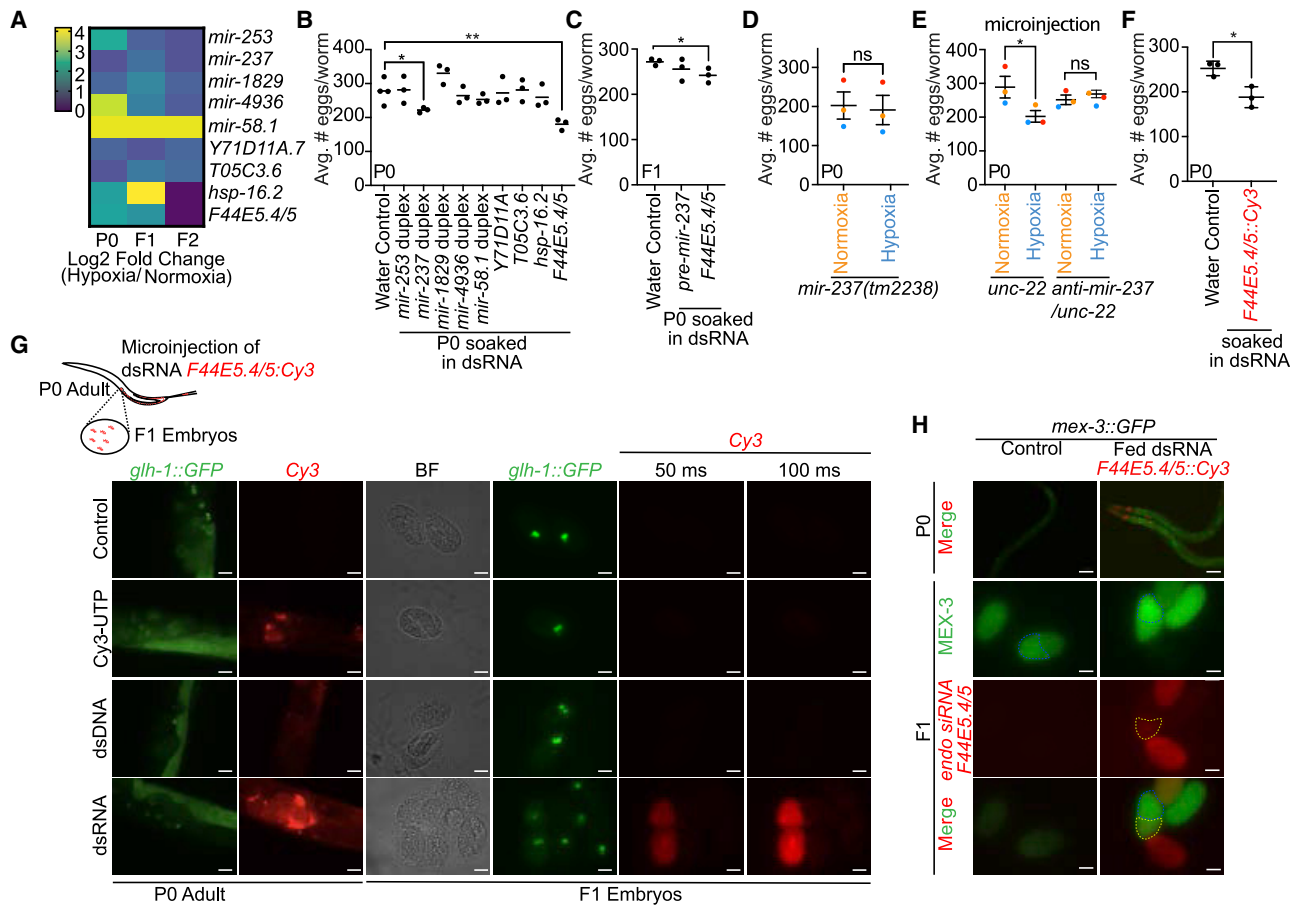 A
4
3
2
1
0
mir-253
mir-237
mir-1829
mir-4936
mir-58.1
Y71D11A.7
T05C3.6
hsp-16.2
F44E5.4/5
P0 F1 F2
Log2 Fold Change
(Hypoxia/Normoxia)
B
Avg. # eggs/worm
400
300
200
100
0
**
*
P0
Water Control
mir-253 duplex
mir-237 duplex
mir-1829 duplex
mir-4936 duplex
mir-58.1 duplex
Y71D11A
T05C3.6
hsp-16.2
F44E5.4/5
P0 soaked
in dsRNA
C
Avg. # eggs/worm
300
200
100
0
*
F1
Water Control
pre-mir-237
F44E5.4/5
P0 soaked
in dsRNA
D
Avg. # eggs/worm
300
200
100
0
ns
P0
Normoxia
Hypoxia
mir-237(tm2238)
E
microinjection
Avg. # eggs/worm
400
300
200
100
0
*
ns
P0
Normoxia
Hypoxia
Normoxia
Hypoxia
unc-22 anti-mir-237
/unc-22
F
Avg. # eggs/worm
300
200
100
0
*
P0
Water Control
F44E5.4/5::Cy3
soaked
in dsRNA
G
Microinjection of
dsRNA F44E5.4/5:Cy3
P0 Adult
F1 Embryos
Cy3
glh-1::GFP Cy3 BF glh-1::GFP 50 ms 100 ms
Control
Cy3-UTP
dsDNA
dsRNA
P0 Adult F1 Embryos
H
mex-3::GFP
Control Fed dsRNA
F44E5.4/5::Cy3
P0
Merge
F1
MEX-3
endo siRNA
F44E5.4/5
Merge